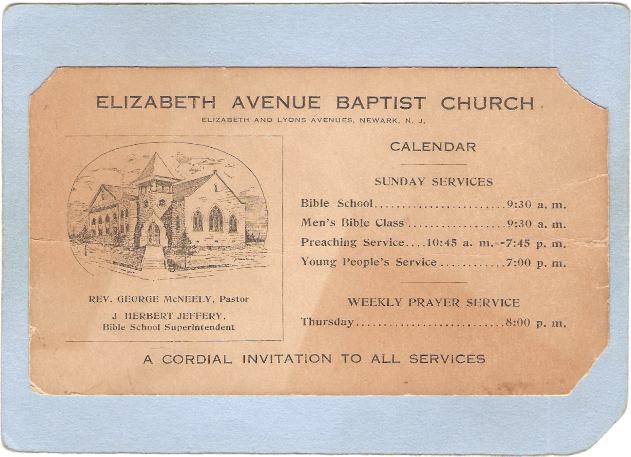 ELIZABETH AVENUE BAPTIST CHURCH
ELIZABETH AND LYONS AVENUES, NEWARK, N. J.
REV. GEORGE McNEELY, Pastor
J HERBERT JEFFERY,
Bible School Superintendent
CALENDAR
SUNDAY SERVICES
Bible School........................9:30 a. m.
Men's Bible Class..................9:30 a. m.
Preaching Service....10:45 a. m.--7:45 p. m.
Young People's Service............7:00 p. m.
WEEKLY PRAYER SERVICE
Thursday...........................8:00 p. m.
A CORDIAL INVITATION TO ALL SERVICES